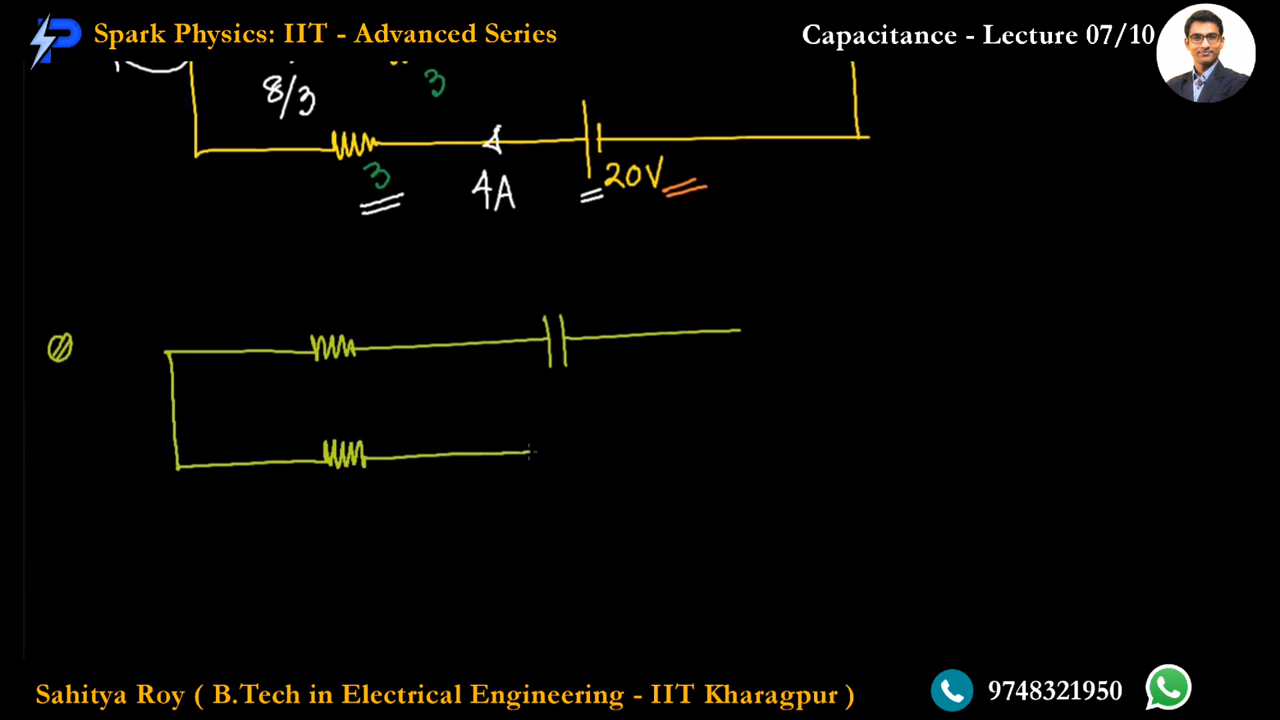 Spark Physics: IIT - Advanced Series
Capacitance - Lecture 07/10
8/3
3
3
4A
20V
Sahitya Roy ( B.Tech in Electrical Engineering - IIT Kharagpur )
9748321950